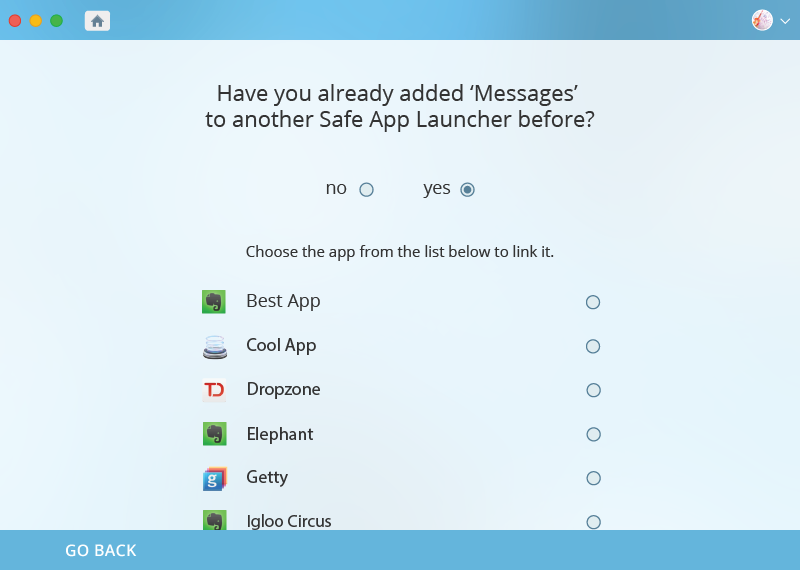 Have you already added ‘Messages’
to another Safe App Launcher before?
no yes
Choose the app from the list below to link it.
Best App
Cool App
TD Dropzone
Elephant
g Getty
Igloo Circus
GO BACK